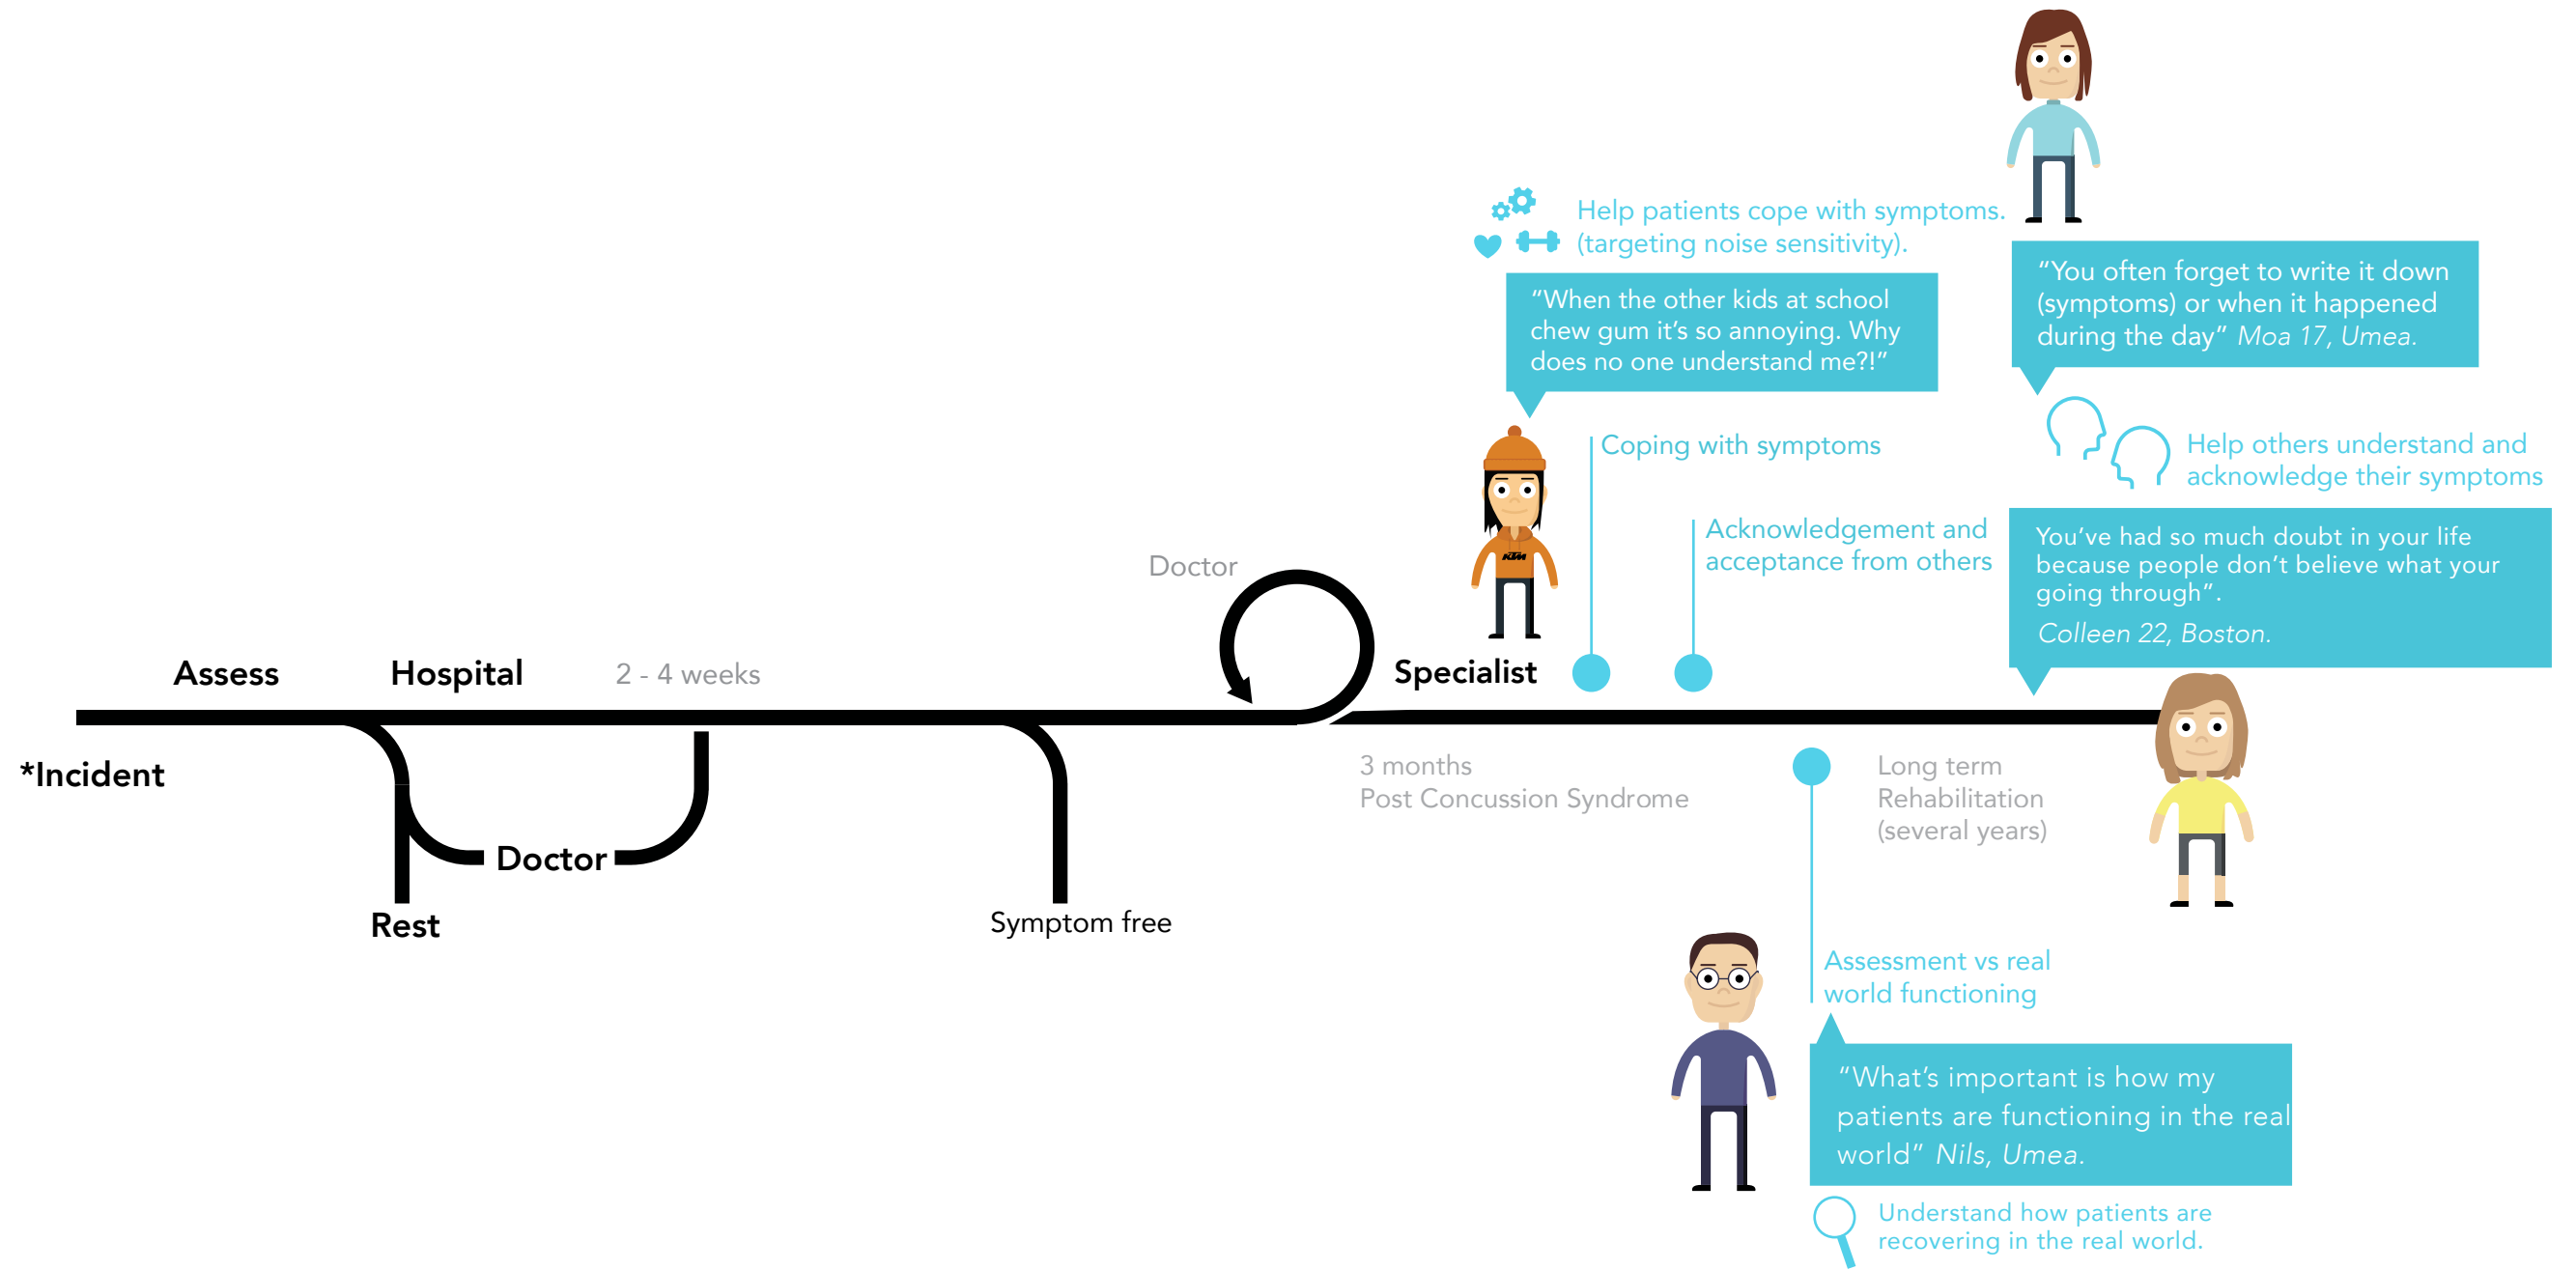 Help patients cope with symptoms.
(targeting noise sensitivity).
“When the other kids at school
chew gum it’s so annoying. Why
does no one understand me?!”
“You often forget to write it down
(symptoms) or when it happened
during the day” Moa 17, Umea.
Coping with symptoms
Help others understand and
acknowledge their symptoms
Acknowledgement and
acceptance from others
You’ve had so much doubt in your life
because people don’t believe what your
going through”.
Colleen 22, Boston.
KTM
Doctor
Assess
Hospital
2 - 4 weeks
Specialist
*Incident
3 months
Post Concussion Syndrome
Long term
Rehabilitation
(several years)
Doctor
Rest
Symptom free
Assessment vs real
world functioning
“What’s important is how my
patients are functioning in the real
world” Nils, Umea.
Understand how patients are
recovering in the real world.